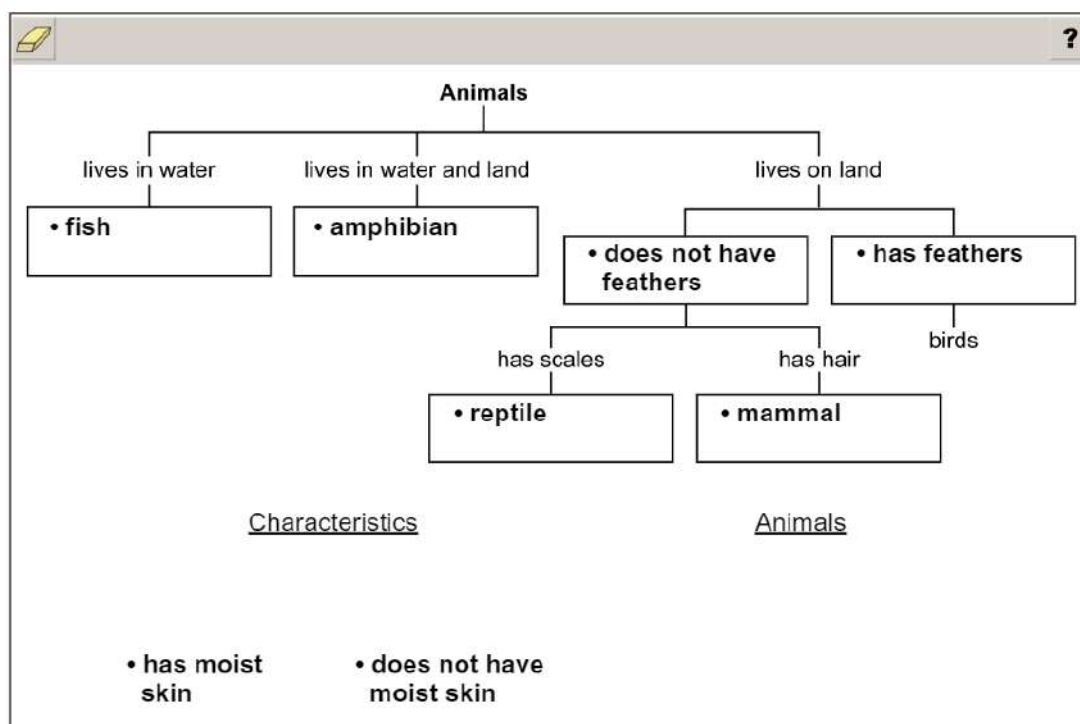 ?
Animals
lives in water
lives in water and land
lives on land
• fish
• amphibian
• does not have
feathers
• has feathers
birds
has scales
has hair
• reptile
• mammal
Characteristics
Animals
• has moist
skin
• does not have
moist skin